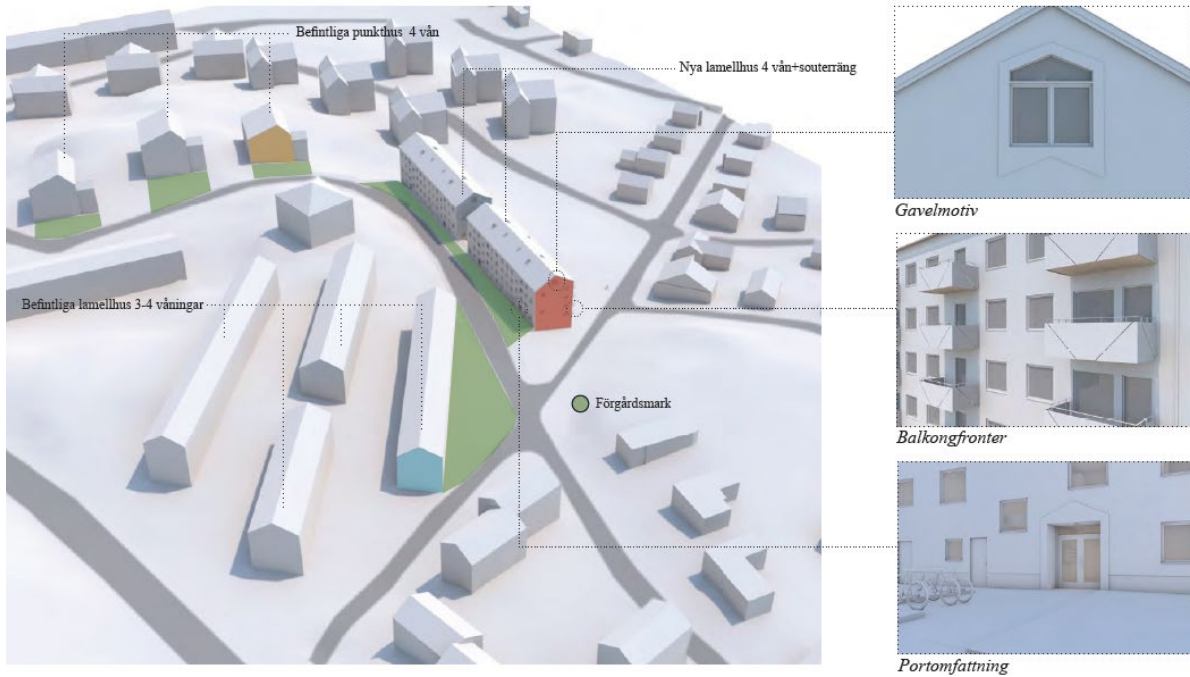 Befintliga punkthus 4 vån
Nya lamellhus 4 vån+souterräng
Gavelmotiv
Befintliga lamellhus 3-4 våningar
Förgårdsmark
Balkongfronter
Portomfattning